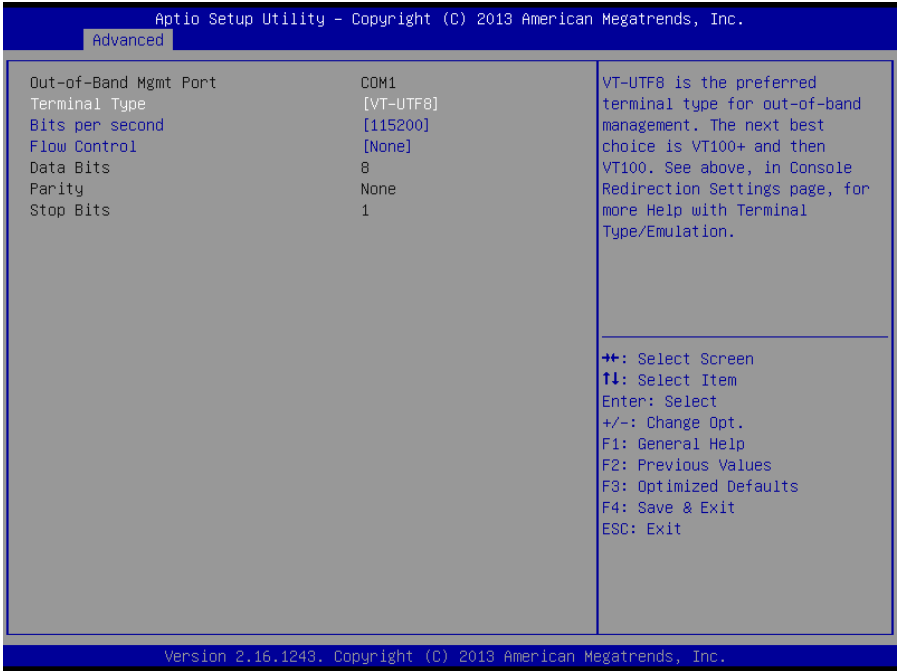 Aptio Setup Utility – Copyright (C) 2013 American Megatrends, Inc.
Advanced
Out-of-Band Mgmt Port COM1
Terminal Type [VT-UTF8]
Bits per second [115200]
Flow Control [None]
Data Bits 8
Parity None
Stop Bits 1
VT-UTF8 is the preferred
terminal type for out-of-band
management. The next best
choice is VT100+ and then
VT100. See above, in Console
Redirection Settings page, for
more Help with Terminal
Type/Emulation.
→←: Select Screen
↑↓: Select Item
Enter: Select
+/-: Change Opt.
F1: General Help
F2: Previous Values
F3: Optimized Defaults
F4: Save & Exit
ESC: Exit
Version 2.16.1243. Copyright (C) 2013 American Megatrends, Inc.